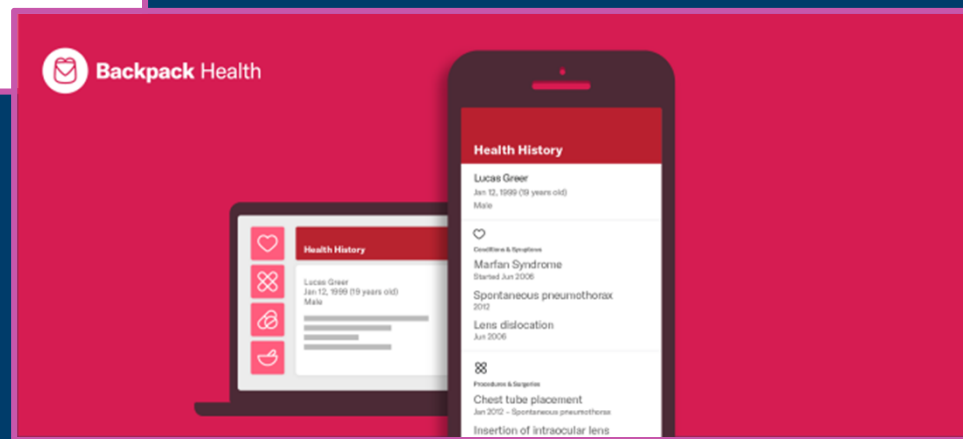 Backpack Health
Health History
Lucas Greer
Jan 12, 1999 (19 years old)
Male
Health History
Lucas Greer
Jan 12, 1999 (19 years old)
Male
Conditions & Symptoms
Marfan Syndrome
Started Jun 2006
Spontaneous pneumothorax
2012
Lens dislocation
Jun 2006
Procedures & Surgeries
Chest tube placement
Jan 2012 - Spontaneous pneumothorax
Insertion of intraocular lens